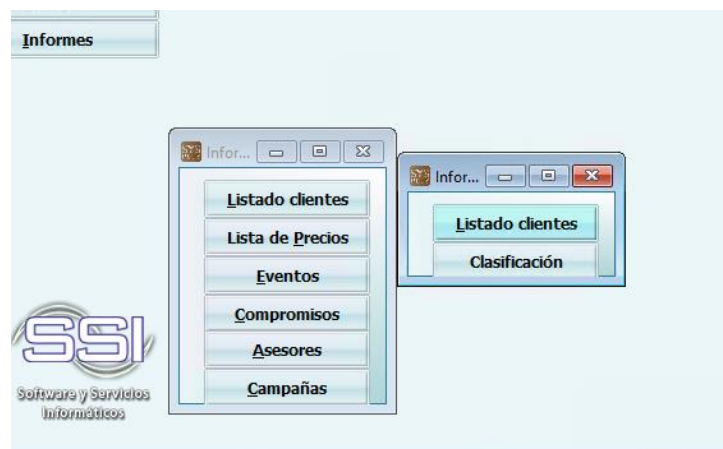 Informes
Infor...
Listado clientes
Lista de Precios
Eventos
Compromisos
Asesores
Campañas
Infor...
Listado clientes
Clasificación
SSI
Software y Servicios
Informáticos